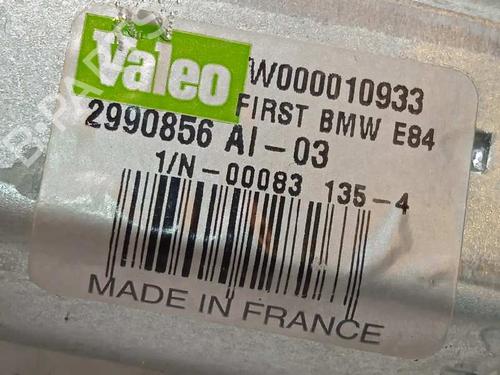 Valeo W000010933
FIRST BMW E84
2990856 AI-03
1/N-00083 135-4
MADE IN FRANCE